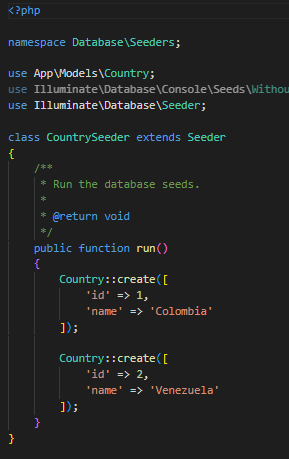 <?php
namespace Database\Seeders;
use App\Models\Country;
use Illuminate\Database\Console\Seeds\Withou
use Illuminate\Database\Seeder;
class CountrySeeder extends Seeder
{
    /**
     * Run the database seeds.
     *
     * @return void
     */
    public function run()
    {
        Country::create([
            'id' => 1,
            'name' => 'Colombia'
        ]);
        Country::create([
            'id' => 2,
            'name' => 'Venezuela'
        ]);
    }
}